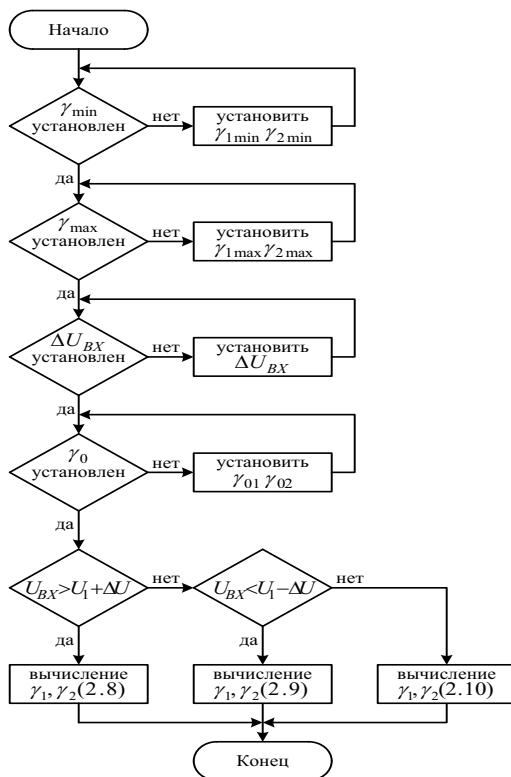 Начало
γmin
установлен
нет
установить
γ1min γ2min
да
γmax
установлен
нет
установить
γ1max γ2max
да
ΔUBX
установлен
нет
установить
ΔUBX
да
γ0
установлен
нет
установить
γ01 γ02
да
UBX>U1+ΔU
нет
UBX<U1−ΔU
нет
да
да
вычисление
γ1, γ2(2.8)
вычисление
γ1, γ2(2.9)
вычисление
γ1, γ2(2.10)
Конец